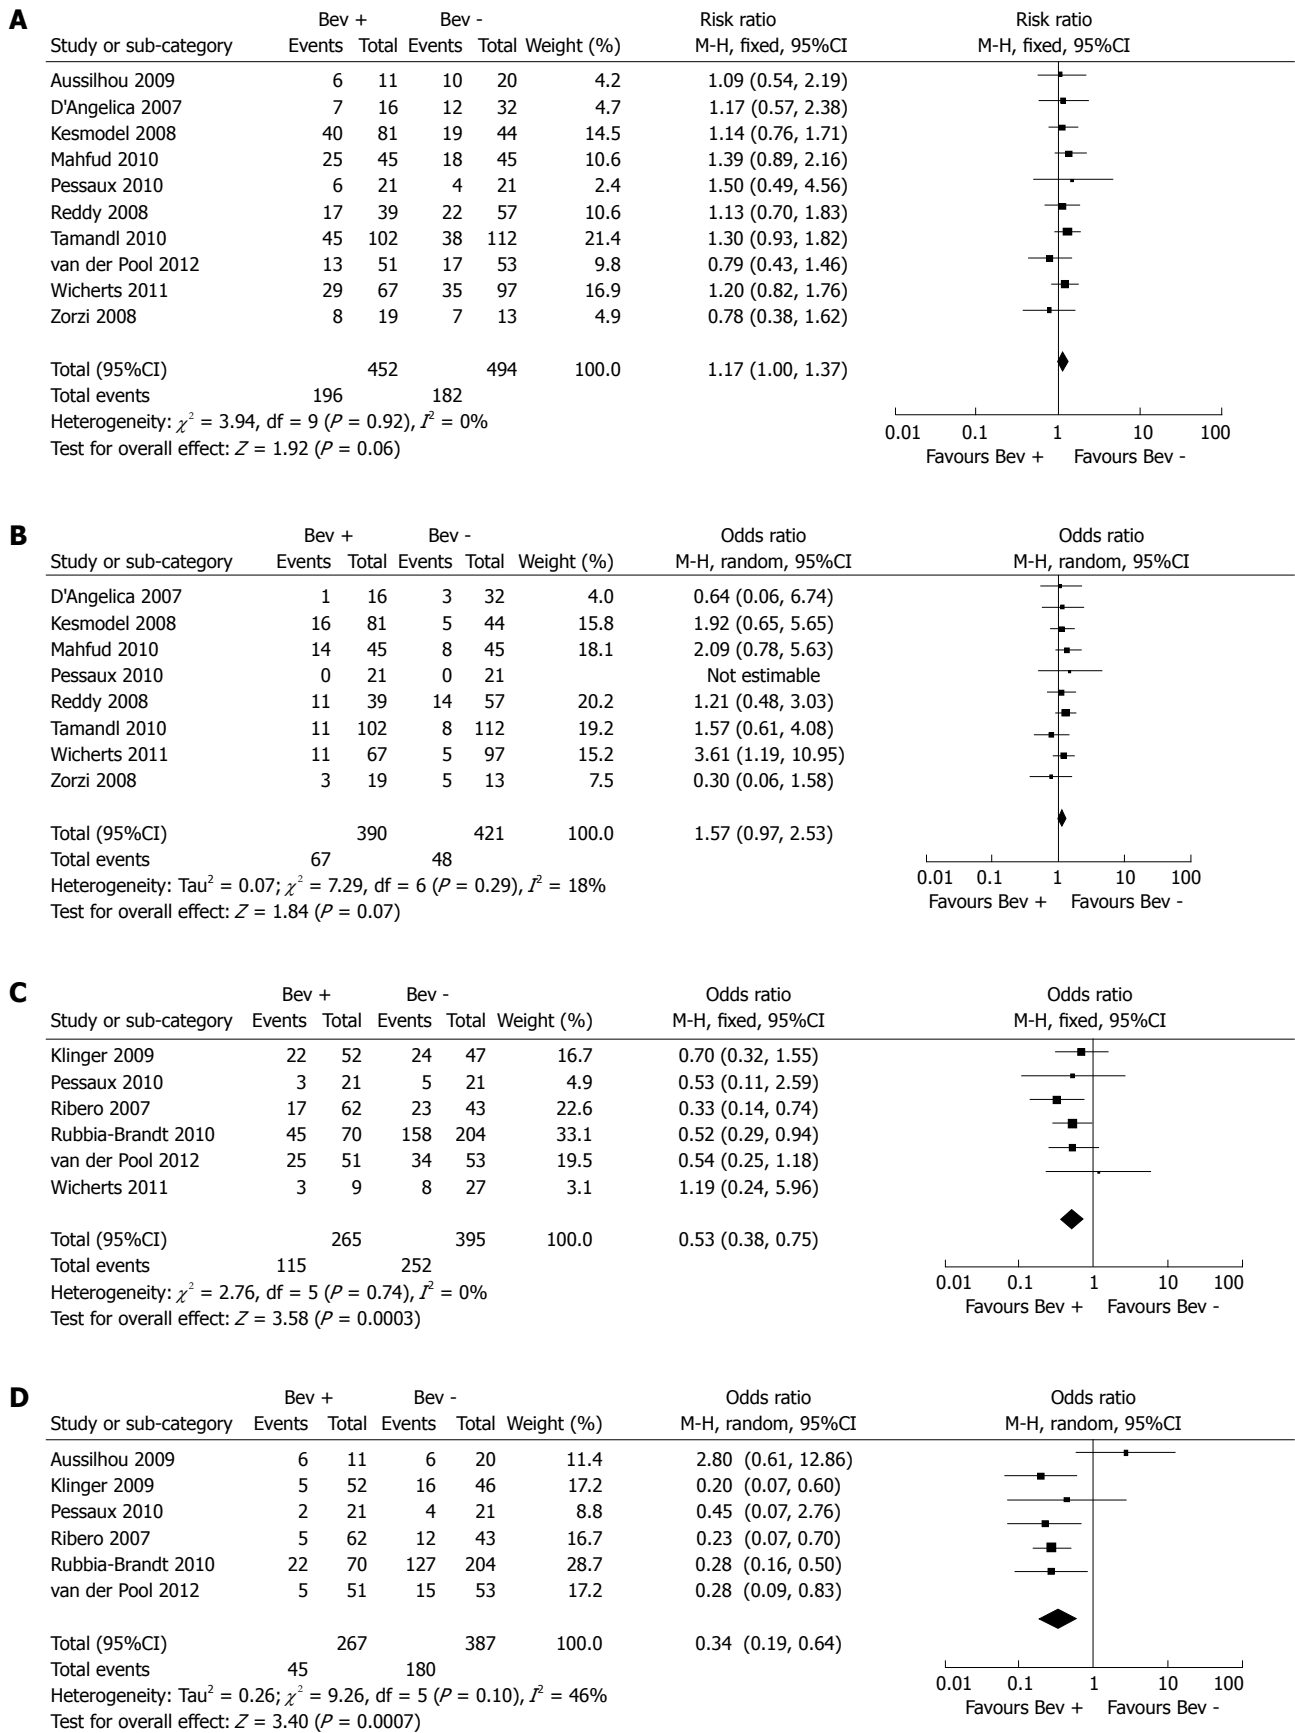 A
Bev + Bev - Risk ratio Risk ratio
Study or sub-category Events Total Events Total Weight (%) M-H, fixed, 95%CI M-H, fixed, 95%CI
Aussilhou 2009 6 11 10 20 4.2 1.09 (0.54, 2.19)
D'Angelica 2007 7 16 12 32 4.7 1.17 (0.57, 2.38)
Kesmodel 2008 40 81 19 44 14.5 1.14 (0.76, 1.71)
Mahfud 2010 25 45 18 45 10.6 1.39 (0.89, 2.16)
Pessaux 2010 6 21 4 21 2.4 1.50 (0.49, 4.56)
Reddy 2008 17 39 22 57 10.6 1.13 (0.70, 1.83)
Tamandl 2010 45 102 38 112 21.4 1.30 (0.93, 1.82)
van der Pool 2012 13 51 17 53 9.8 0.79 (0.43, 1.46)
Wicherts 2011 29 67 35 97 16.9 1.20 (0.82, 1.76)
Zorzi 2008 8 19 7 13 4.9 0.78 (0.38, 1.62)
Total (95%CI) 452 494 100.0 1.17 (1.00, 1.37)
Total events 196 182
Heterogeneity: χ² = 3.94, df = 9 (P = 0.92), I² = 0%
Test for overall effect: Z = 1.92 (P = 0.06)
0.01 0.1 1 10 100
Favours Bev + Favours Bev -
B
Bev + Bev - Odds ratio Odds ratio
Study or sub-category Events Total Events Total Weight (%) M-H, random, 95%CI M-H, random, 95%CI
D'Angelica 2007 1 16 3 32 4.0 0.64 (0.06, 6.74)
Kesmodel 2008 16 81 5 44 15.8 1.92 (0.65, 5.65)
Mahfud 2010 14 45 8 45 18.1 2.09 (0.78, 5.63)
Pessaux 2010 0 21 0 21 Not estimable
Reddy 2008 11 39 14 57 20.2 1.21 (0.48, 3.03)
Tamandl 2010 11 102 8 112 19.2 1.57 (0.61, 4.08)
Wicherts 2011 11 67 5 97 15.2 3.61 (1.19, 10.95)
Zorzi 2008 3 19 5 13 7.5 0.30 (0.06, 1.58)
Total (95%CI) 390 421 100.0 1.57 (0.97, 2.53)
Total events 67 48
Heterogeneity: Tau² = 0.07; χ² = 7.29, df = 6 (P = 0.29), I² = 18%
Test for overall effect: Z = 1.84 (P = 0.07)
0.01 0.1 1 10 100
Favours Bev + Favours Bev -
C
Bev + Bev - Odds ratio Odds ratio
Study or sub-category Events Total Events Total Weight (%) M-H, fixed, 95%CI M-H, fixed, 95%CI
Klinger 2009 22 52 24 47 16.7 0.70 (0.32, 1.55)
Pessaux 2010 3 21 5 21 4.9 0.53 (0.11, 2.59)
Ribero 2007 17 62 23 43 22.6 0.33 (0.14, 0.74)
Rubbia-Brandt 2010 45 70 158 204 33.1 0.52 (0.29, 0.94)
van der Pool 2012 25 51 34 53 19.5 0.54 (0.25, 1.18)
Wicherts 2011 3 9 8 27 3.1 1.19 (0.24, 5.96)
Total (95%CI) 265 395 100.0 0.53 (0.38, 0.75)
Total events 115 252
Heterogeneity: χ² = 2.76, df = 5 (P = 0.74), I² = 0%
Test for overall effect: Z = 3.58 (P = 0.0003)
0.01 0.1 1 10 100
Favours Bev + Favours Bev -
D
Bev + Bev - Odds ratio Odds ratio
Study or sub-category Events Total Events Total Weight (%) M-H, random, 95%CI M-H, random, 95%CI
Aussilhou 2009 6 11 6 20 11.4 2.80 (0.61, 12.86)
Klinger 2009 5 52 16 46 17.2 0.20 (0.07, 0.60)
Pessaux 2010 2 21 4 21 8.8 0.45 (0.07, 2.76)
Ribero 2007 5 62 12 43 16.7 0.23 (0.07, 0.70)
Rubbia-Brandt 2010 22 70 127 204 28.7 0.28 (0.16, 0.50)
van der Pool 2012 5 51 15 53 17.2 0.28 (0.09, 0.83)
Total (95%CI) 267 387 100.0 0.34 (0.19, 0.64)
Total events 45 180
Heterogeneity: Tau² = 0.26; χ² = 9.26, df = 5 (P = 0.10), I² = 46%
Test for overall effect: Z = 3.40 (P = 0.0007)
0.01 0.1 1 10 100
Favours Bev + Favours Bev -